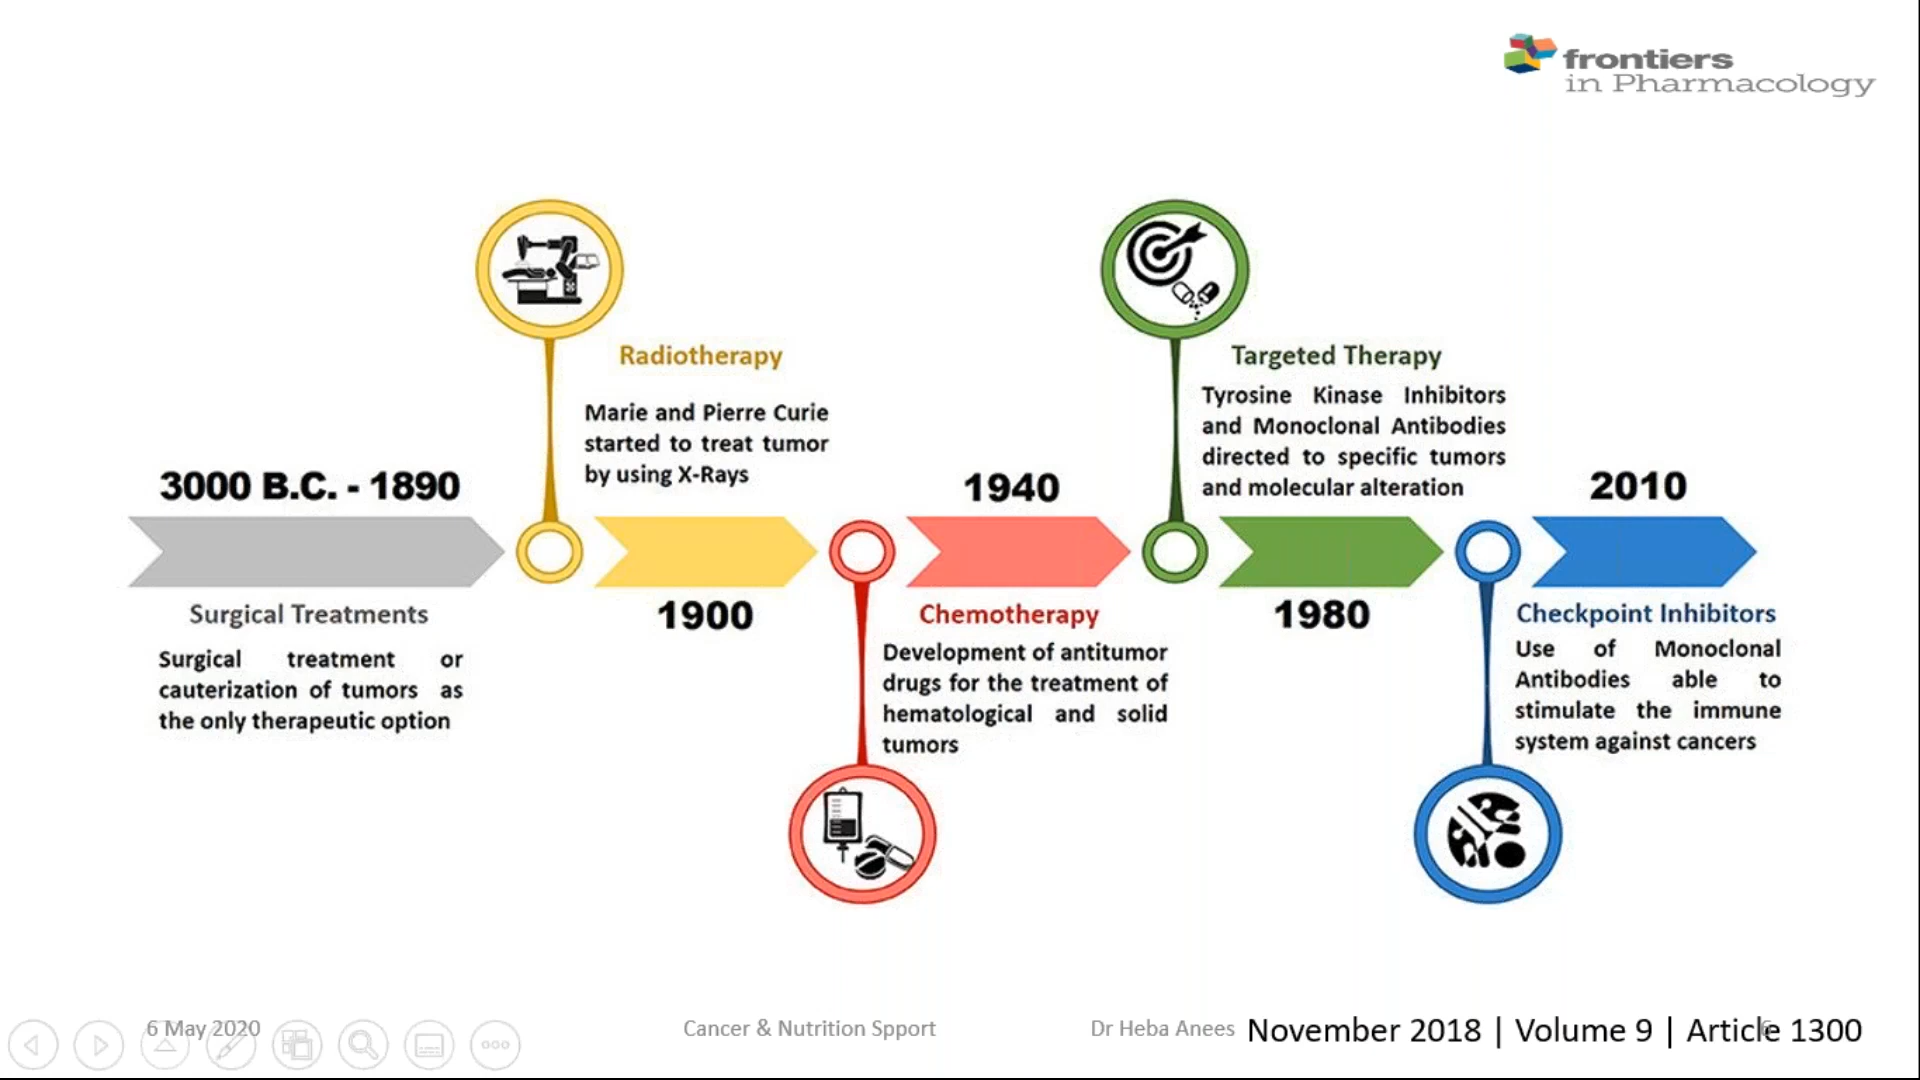 frontiers
in Pharmacology
3000 B.C. - 1890
Surgical Treatments
Surgical treatment or
cauterization of tumors as
the only therapeutic option
Radiotherapy
Marie and Pierre Curie
started to treat tumor
by using X-Rays
1900
1940
Chemotherapy
Development of antitumor
drugs for the treatment of
hematological and solid
tumors
Targeted Therapy
Tyrosine Kinase Inhibitors
and Monoclonal Antibodies
directed to specific tumors
and molecular alteration
1980
2010
Checkpoint Inhibitors
Use of Monoclonal
Antibodies able to
stimulate the immune
system against cancers
6 May 2020
Cancer & Nutrition Spport
Dr Heba Anees
November 2018 | Volume 9 | Article 1300
6